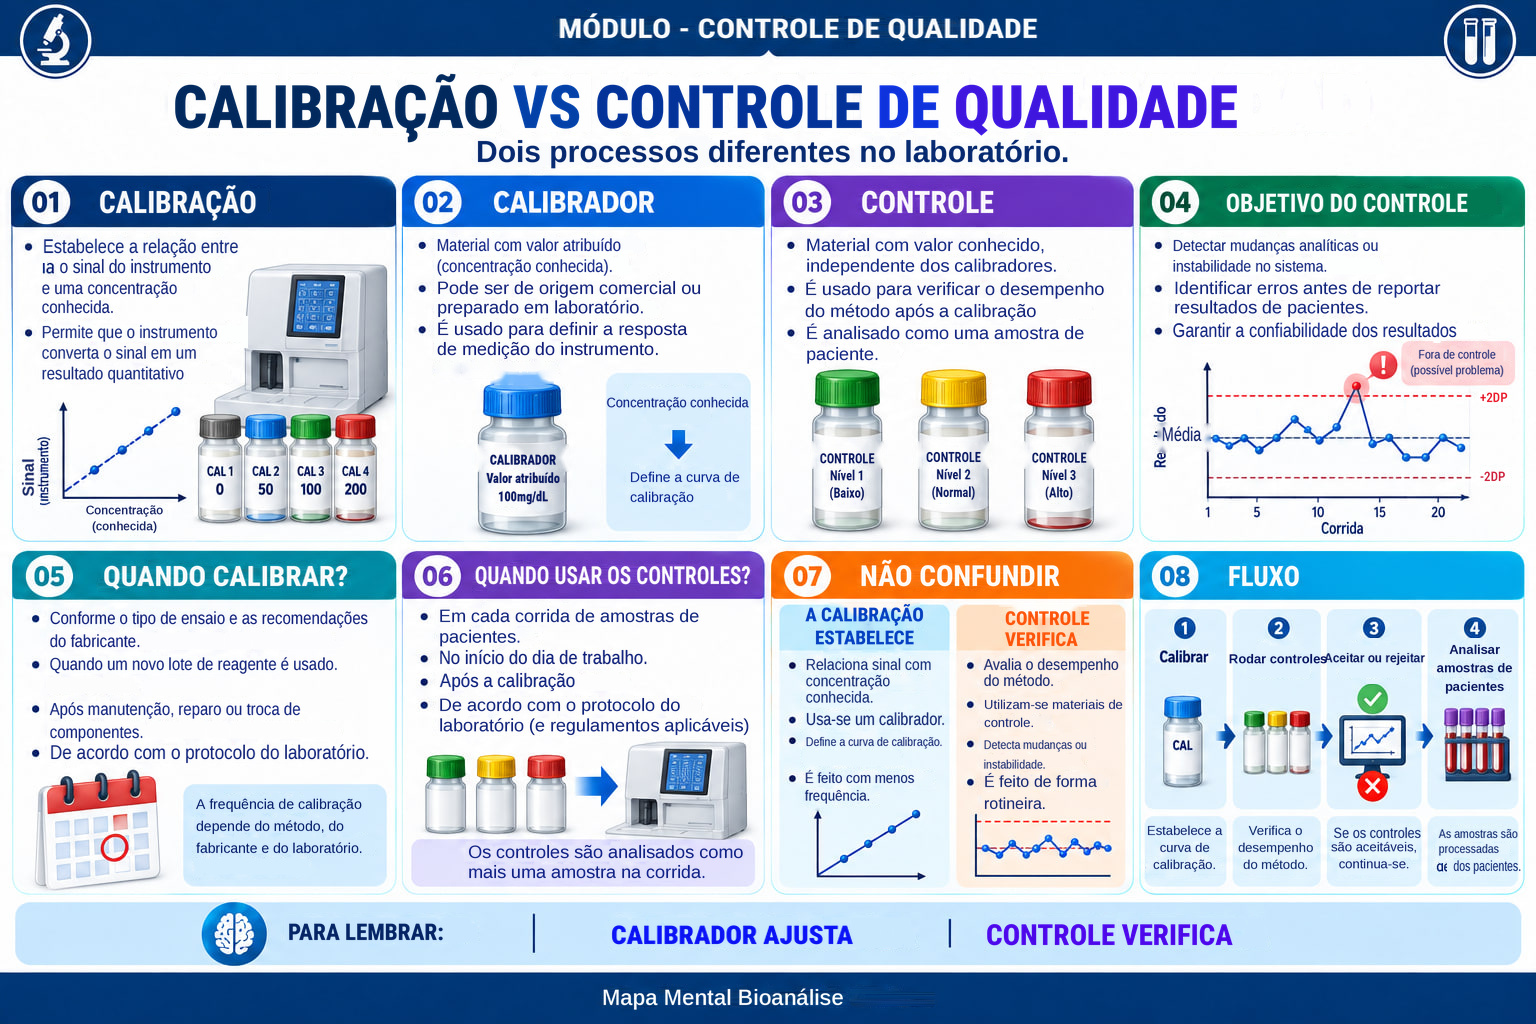 MÓDULO - CONTROLE DE QUALIDADE
CALIBRAÇÃO VS CONTROLE DE QUALIDADE
Dois processos diferentes no laboratório.
01 CALIBRAÇÃO
• Estabelece a relação entre
ıa o sinal do instrumento
e uma concentração
conhecida.
• Permite que o instrumento
converta o sinal em um
resultado quantitativo
Sinal
(instrumento)
Concentração
(conhecida)
CAL 1
0
CAL 2
50
CAL 3
100
CAL 4
200
02 CALIBRADOR
• Material com valor atribuído
(concentração conhecida).
• Pode ser de origem comercial ou
preparado em laboratório.
• É usado para definir a resposta
de medição do instrumento.
CALIBRADOR
Valor atribuído
100mg/dL
Concentração conhecida
Define a curva de
calibração
03 CONTROLE
• Material com valor conhecido,
independente dos calibradores.
• É usado para verificar o desempenho
do método após a calibração
• É analisado como uma amostra de
paciente.
CONTROLE
Nível 1
(Baixo)
CONTROLE
Nível 2
(Normal)
CONTROLE
Nível 3
(Alto)
04 OBJETIVO DO CONTROLE
• Detectar mudanças analíticas ou
instabilidade no sistema.
• Identificar erros antes de reportar
resultados de pacientes.
• Garantir a confiabilidade dos resultados
Fora de controle
(possível problema)
!
+2DP
Média
-2DP
1 5 10 15 20
Corrida
05 QUANDO CALIBRAR?
• Conforme o tipo de ensaio e as recomendações
do fabricante.
• Quando um novo lote de reagente é usado.
• Após manutenção, reparo ou troca de
componentes.
• De acordo com o protocolo do laboratório.
A frequência de calibração
depende do método, do
fabricante e do laboratório.
06 QUANDO USAR OS CONTROLES?
• Em cada corrida de amostras de
pacientes.
• No início do dia de trabalho.
• Após a calibração
• De acordo com o protocolo do
laboratório (e regulamentos aplicáveis)
Os controles são analisados como
mais uma amostra na corrida.
07 NÃO CONFUNDIR
A CALIBRAÇÃO
ESTABELECE
• Relaciona sinal com
concentração
conhecida.
• Usa-se um calibrador.
• Define a curva de calibração.
• É feito com menos
frequência.
CONTROLE
VERIFICA
• Avalia o desempenho
do método.
• Utilizam-se materiais de
controle.
• Detecta mudanças ou
instabilidade.
• É feito de forma
rotineira.
08 FLUXO
1
Calibrar
CAL
Estabelece a
curva de
calibração.
2
Rodar controles
Verifica o
desempenho
do método.
3
Aceitar ou rejeitar
Se os controles
são aceitáveis,
continua-se.
4
Analisar
amostras de
pacientes
As amostras são
processadas
de dos pacientes.
PARA LEMBRAR:
CALIBRADOR AJUSTA
CONTROLE VERIFICA
Mapa Mental Bioanálise